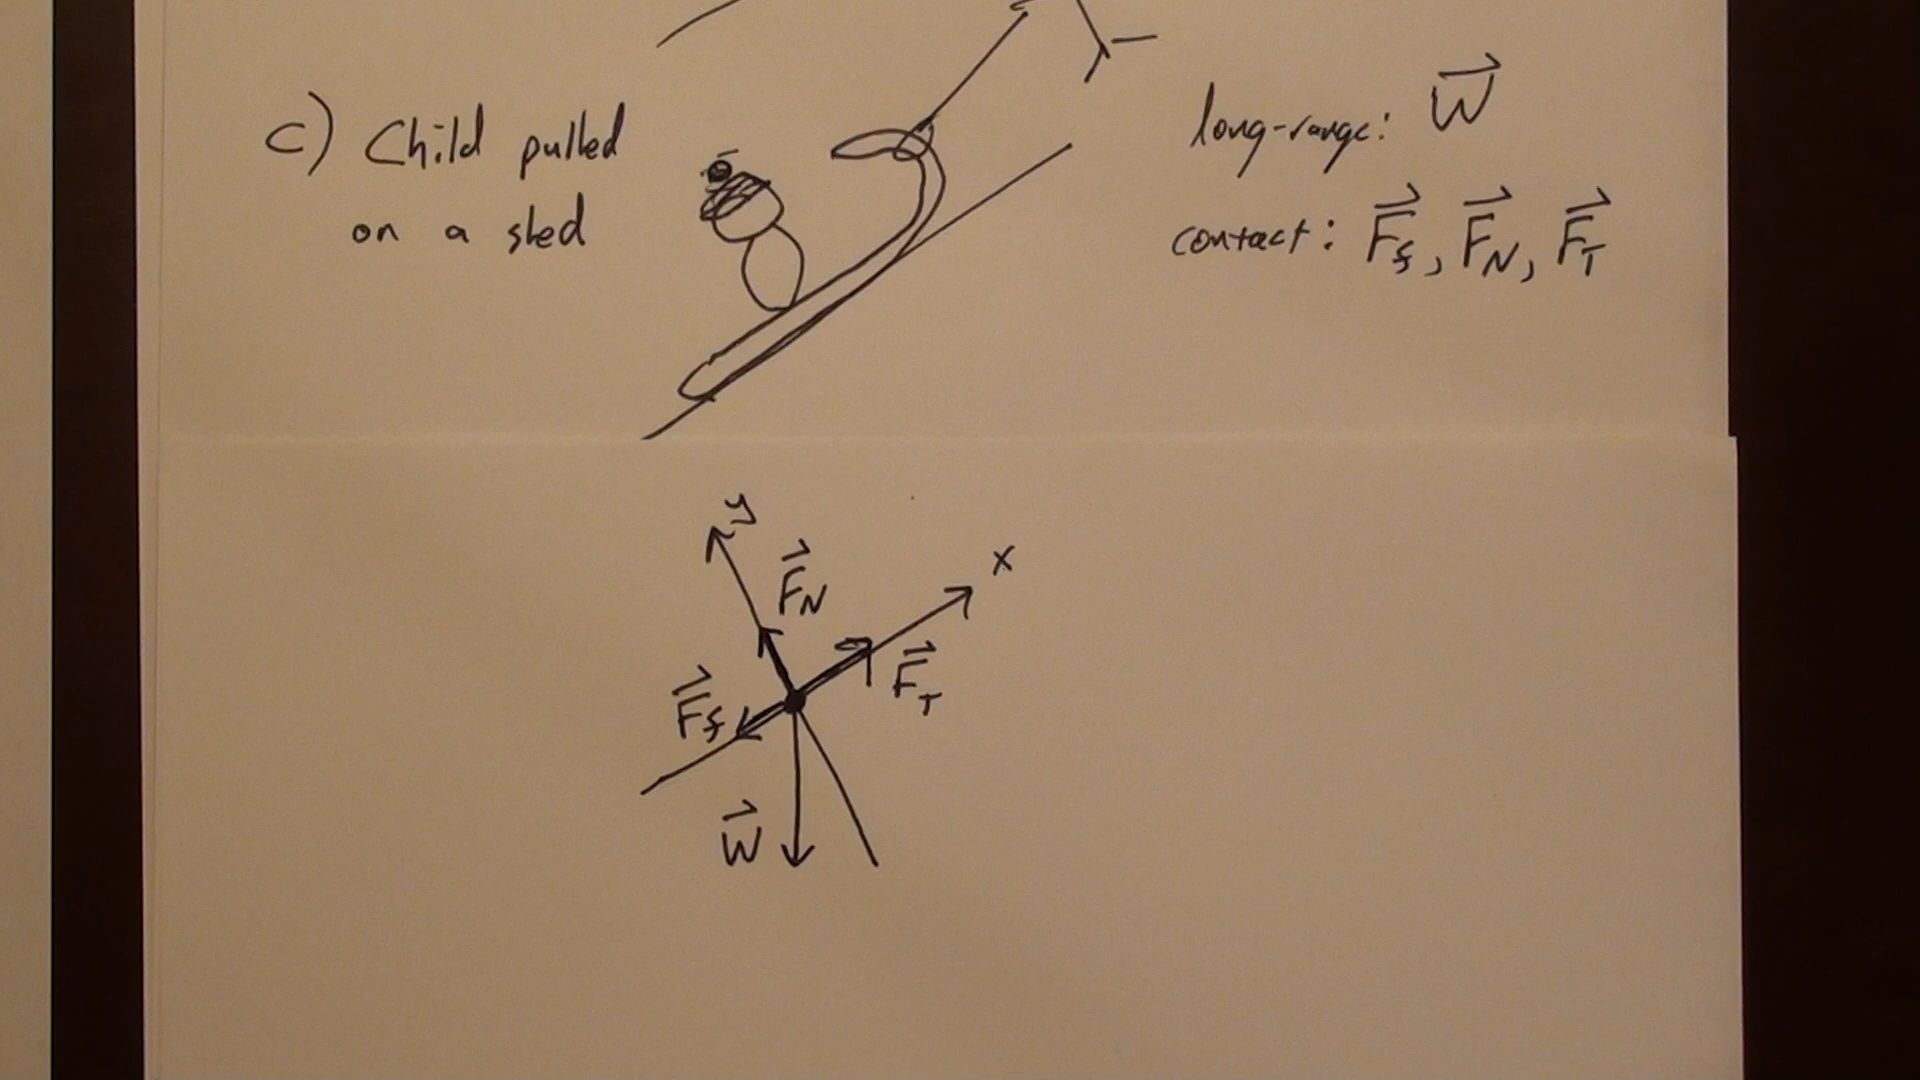 c) Child pulled
on a sled
long-range: W⃗
contact: F⃗f, F⃗N, F⃗T
y
x
F⃗N
F⃗T
F⃗f
W⃗